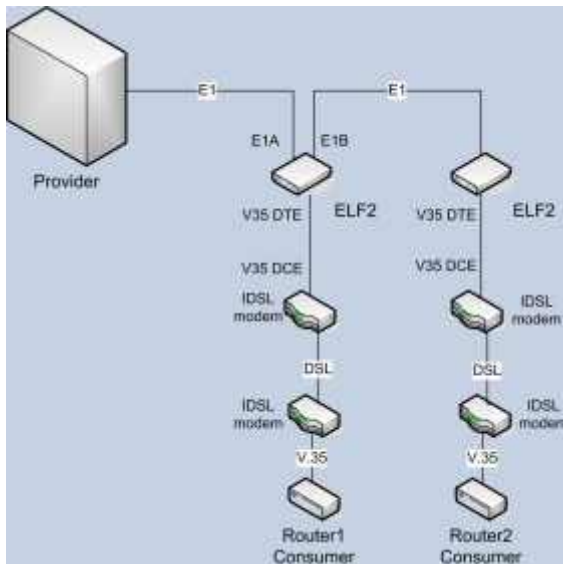 E1
E1
E1A
E1B
Provider
V35 DTE
ELF2
V35 DTE
ELF2
V35 DCE
V35 DCE
IDSL
modem
IDSL
modem
DSL
DSL
IDSL
modem
IDSL
modem
V.35
V.35
Router1
Consumer
Router2
Consumer